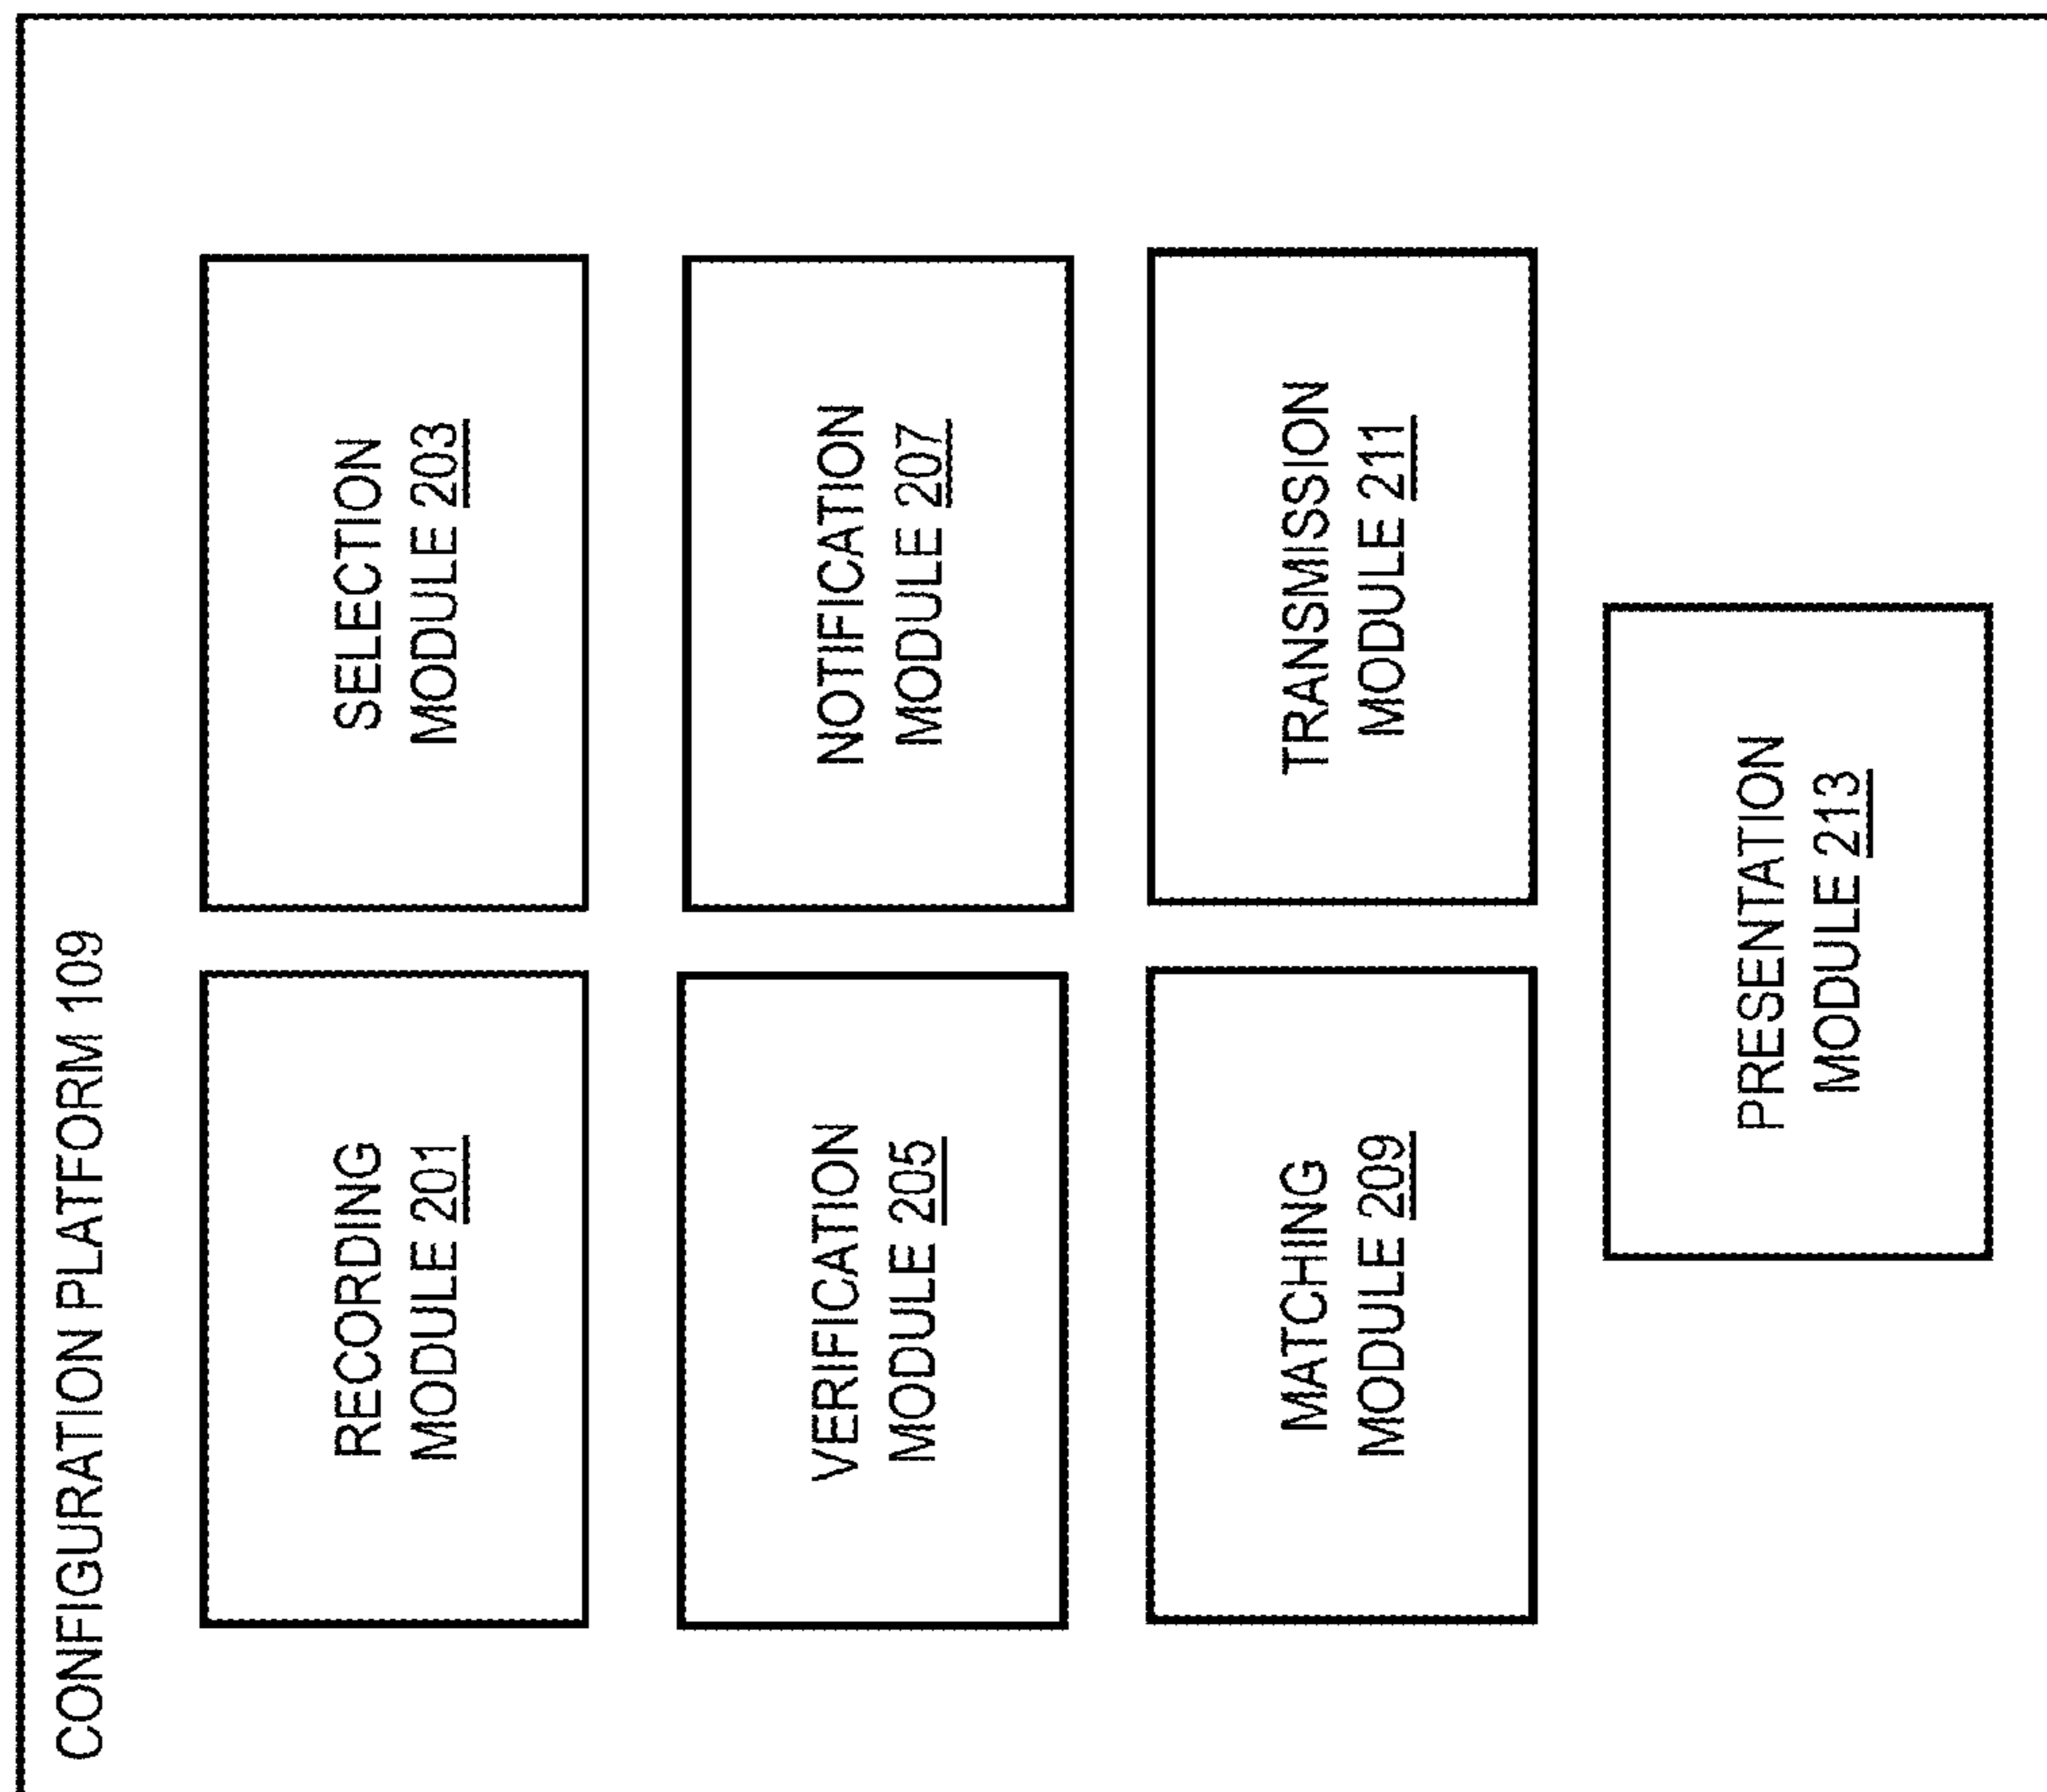 CONFIGURATION PLATFORM 109
RECORDING
MODULE 201
SELECTION
MODULE 203
VERIFICATION
MODULE 205
NOTIFICATION
MODULE 207
MATCHING
MODULE 209
TRANSMISSION
MODULE 211
PRESENTATION
MODULE 213